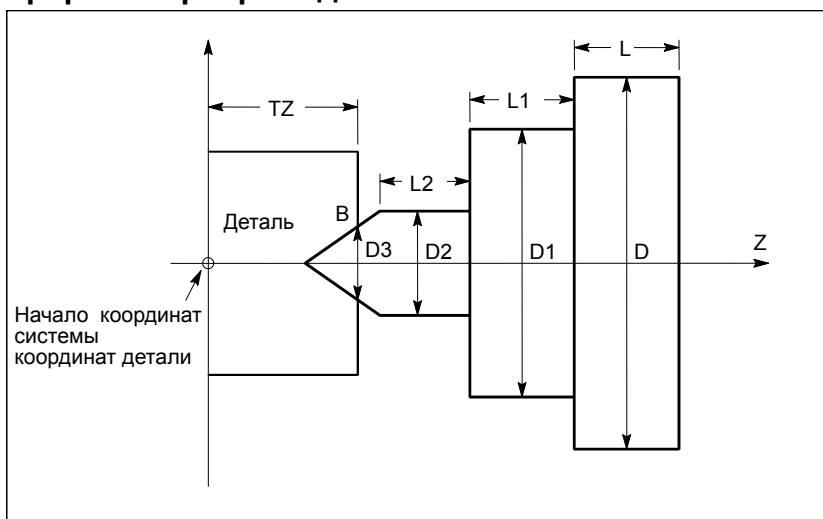 L
TZ
L1
L2
Деталь
B
Z
D3
D2
D1
D
Начало координат
системы
координат детали